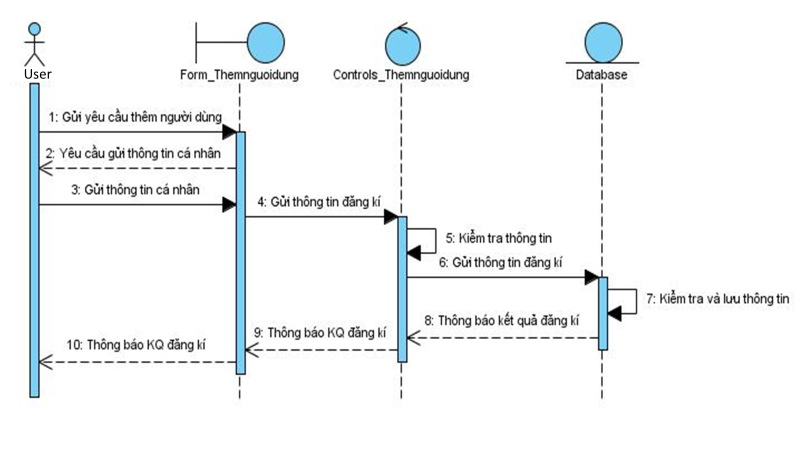 User
Form_Themnguoidung
Controls_Themnguoidung
Database
1: Gửi yêu cầu thêm người dùng
2: Yêu cầu gửi thông tin cá nhân
3: Gửi thông tin cá nhân
4: Gửi thông tin đăng kí
5: Kiểm tra thông tin
6: Gửi thông tin đăng kí
7: Kiểm tra và lưu thông tin
8: Thông báo kết quả đăng kí
9: Thông báo KQ đăng kí
10: Thông báo KQ đăng kí